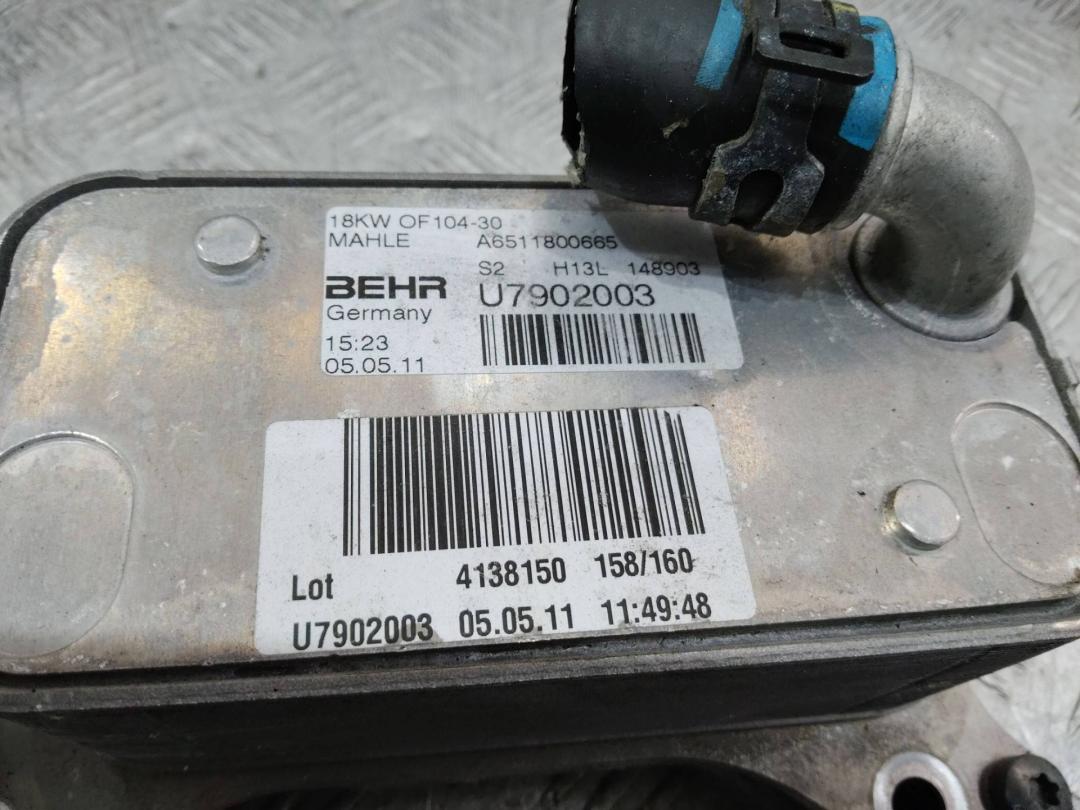 18KW OF104-30
MAHLE A6511800665
S2 H13L 148903
BEHR U7902003
Germany
15:23
05.05.11
Lot 4138150 158/160
U7902003 05.05.11 11:49:48